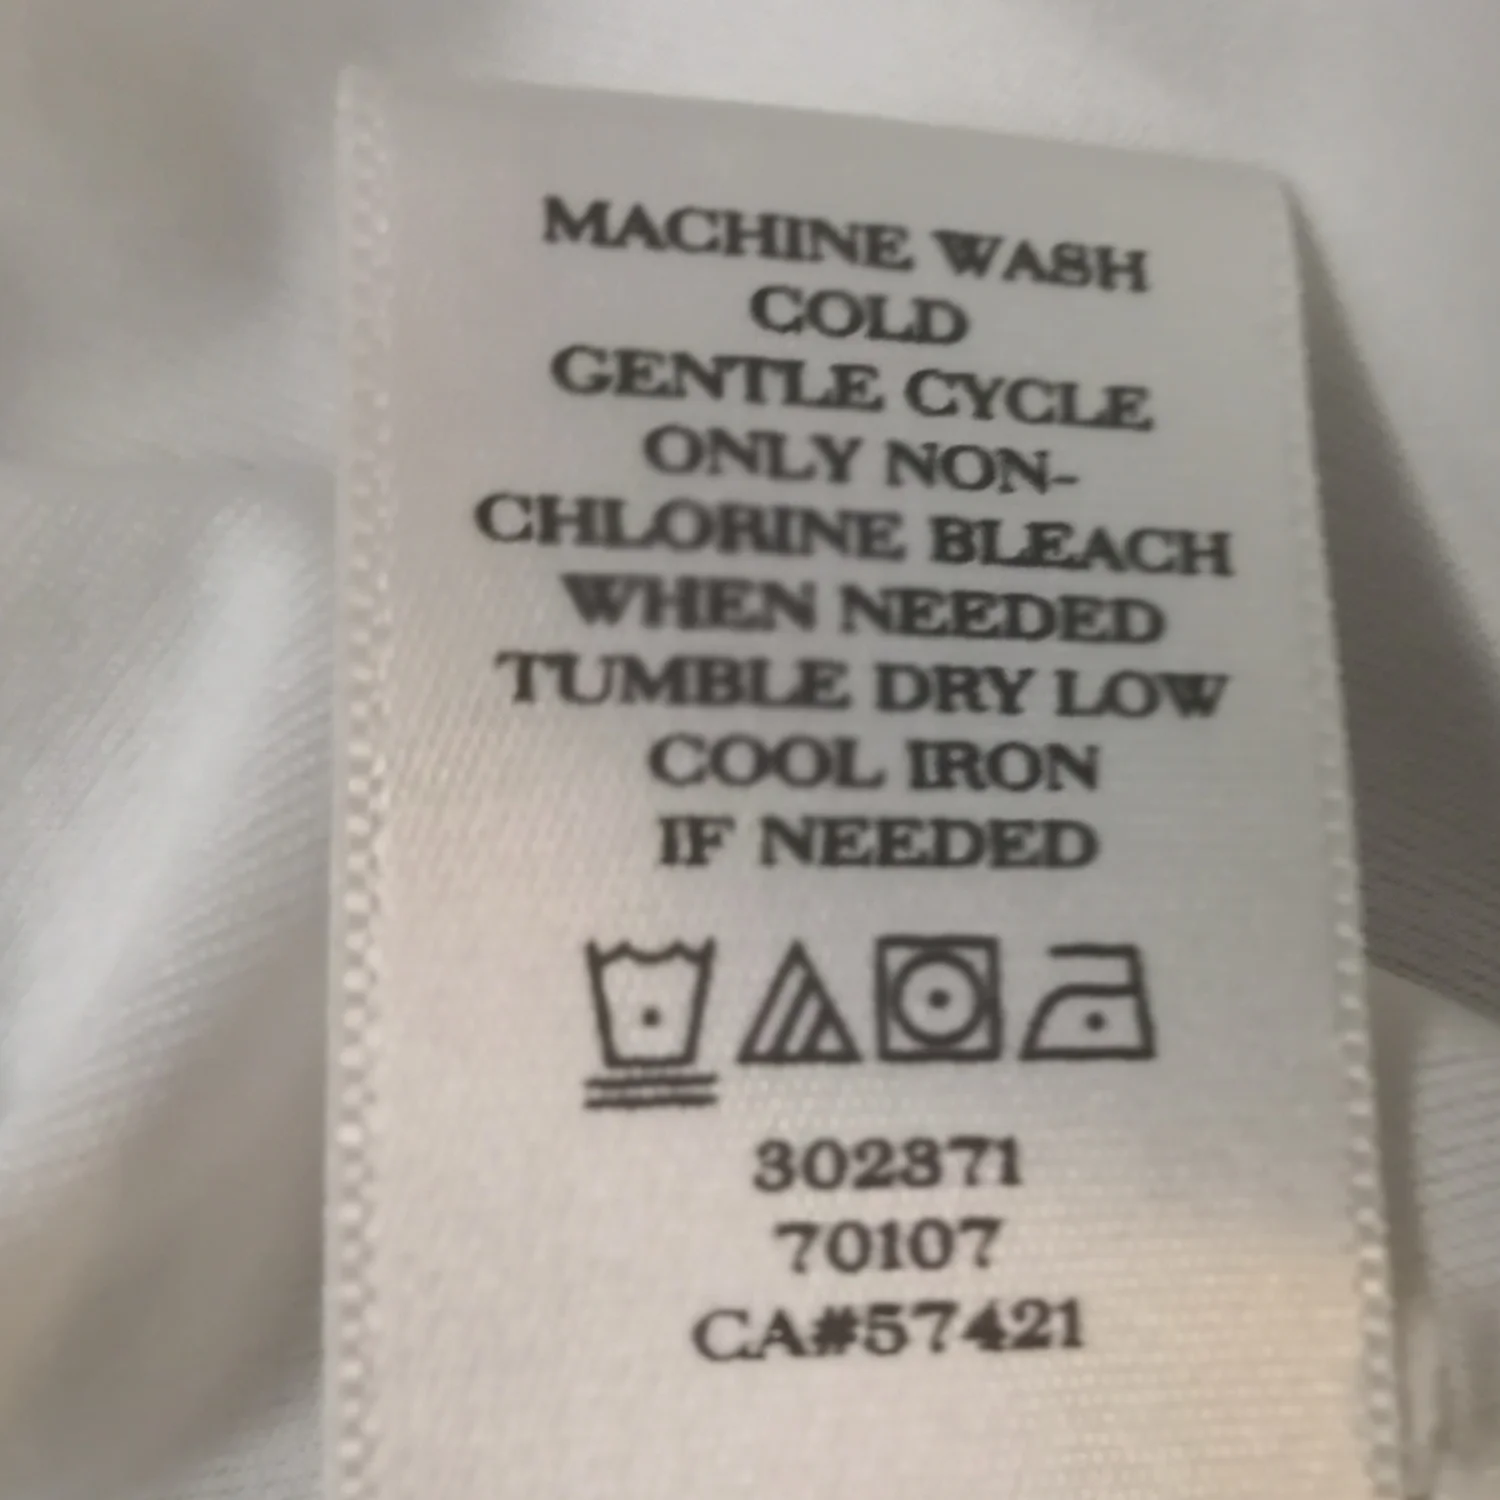 MACHINE WASH
COLD
GENTLE CYCLE
ONLY NON-
CHLORINE BLEACH
WHEN NEEDED
TUMBLE DRY LOW
COOL IRON
IF NEEDED
302371
70107
CA#57421